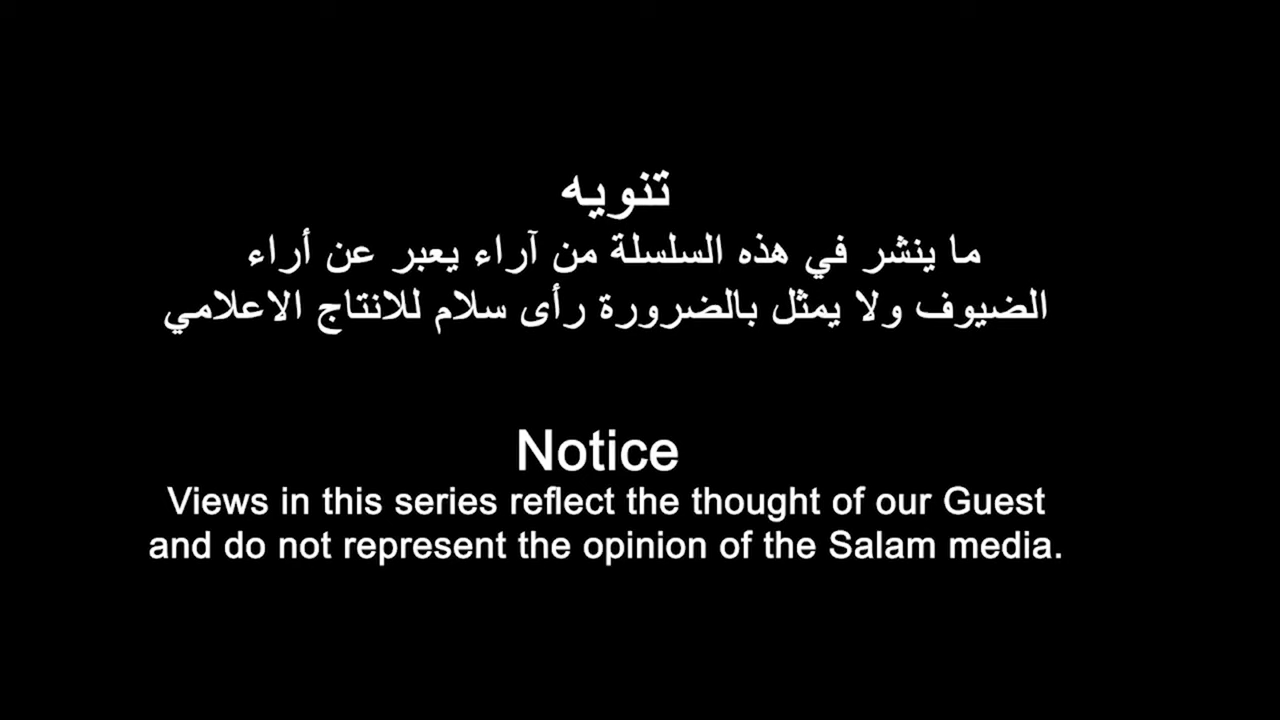 تنويه
ما ينشر في هذه السلسلة من آراء يعبر عن أراء
الضيوف ولا يمثل بالضرورة رأى سلام للانتاج الاعلامي
Notice
Views in this series reflect the thought of our Guest
and do not represent the opinion of the Salam media.